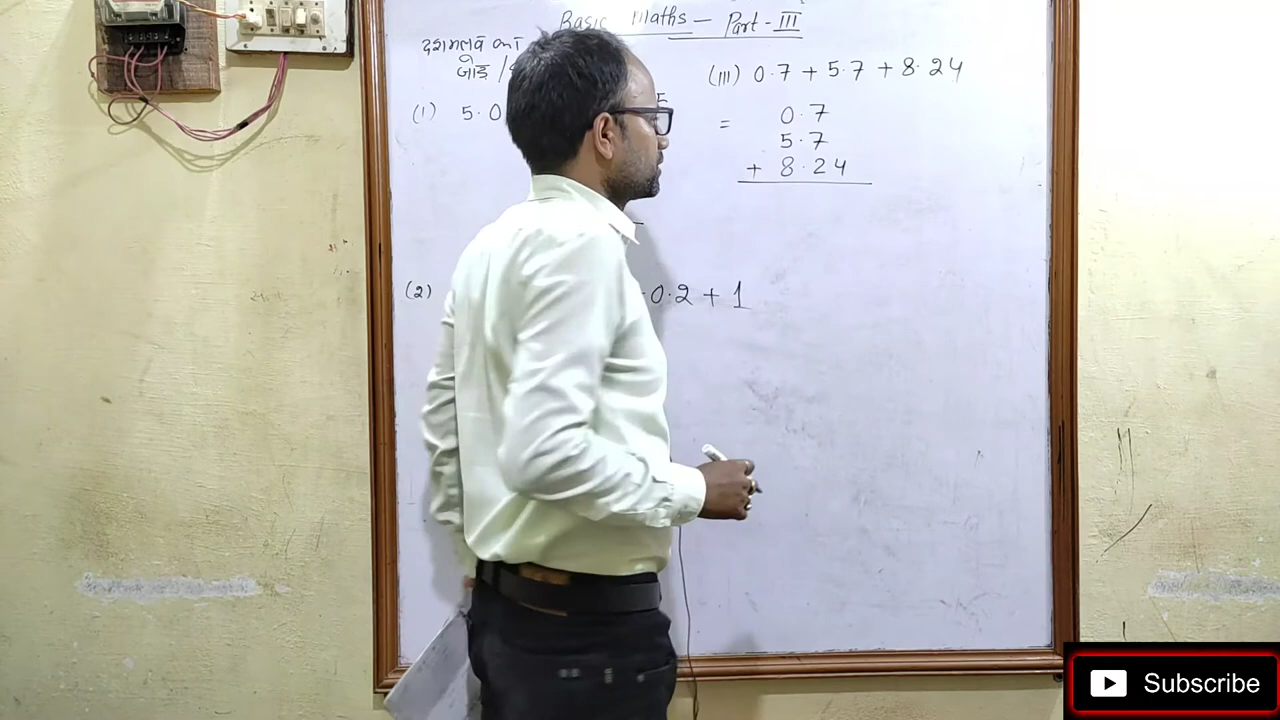 Basic Maths – Part - III
दशमलव का
जोड़ /
(1) 5.0
(2) 0.2 + 1
(III) 0.7 + 5.7 + 8.24
= 0.7
5.7
+ 8.24
Subscribe